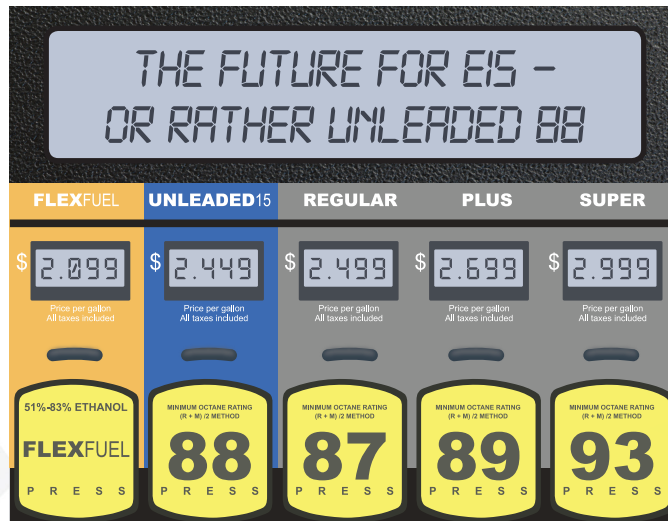 THE FUTURE FOR E15 –
OR RATHER UNLEADED 88
FLEXFUEL
UNLEADED15
REGULAR
PLUS
SUPER
$ 2.099
Price per gallon
All taxes included
$ 2.449
Price per gallon
All taxes included
$ 2.499
Price per gallon
All taxes included
$ 2.699
Price per gallon
All taxes included
$ 2.999
Price per gallon
All taxes included
51%-83% ETHANOL
FLEXFUEL
PRESS
MINIMUM OCTANE RATING
(R + M) /2 METHOD
88
PRESS
MINIMUM OCTANE RATING
(R + M) /2 METHOD
87
PRESS
MINIMUM OCTANE RATING
(R + M) /2 METHOD
89
PRESS
MINIMUM OCTANE RATING
(R + M) /2 METHOD
93
PRESS